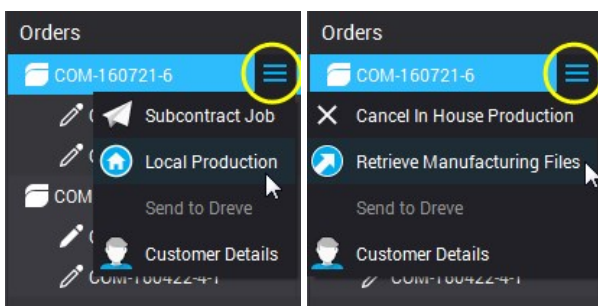 Orders
COM-160721-6
Subcontract Job
Local Production
COM
Send to Dreve
Customer Details
COM-160422-4-1
Orders
COM-160721-6
Cancel In House Production
Retrieve Manufacturing Files
Send to Dreve
Customer Details
COM-160422-4-1